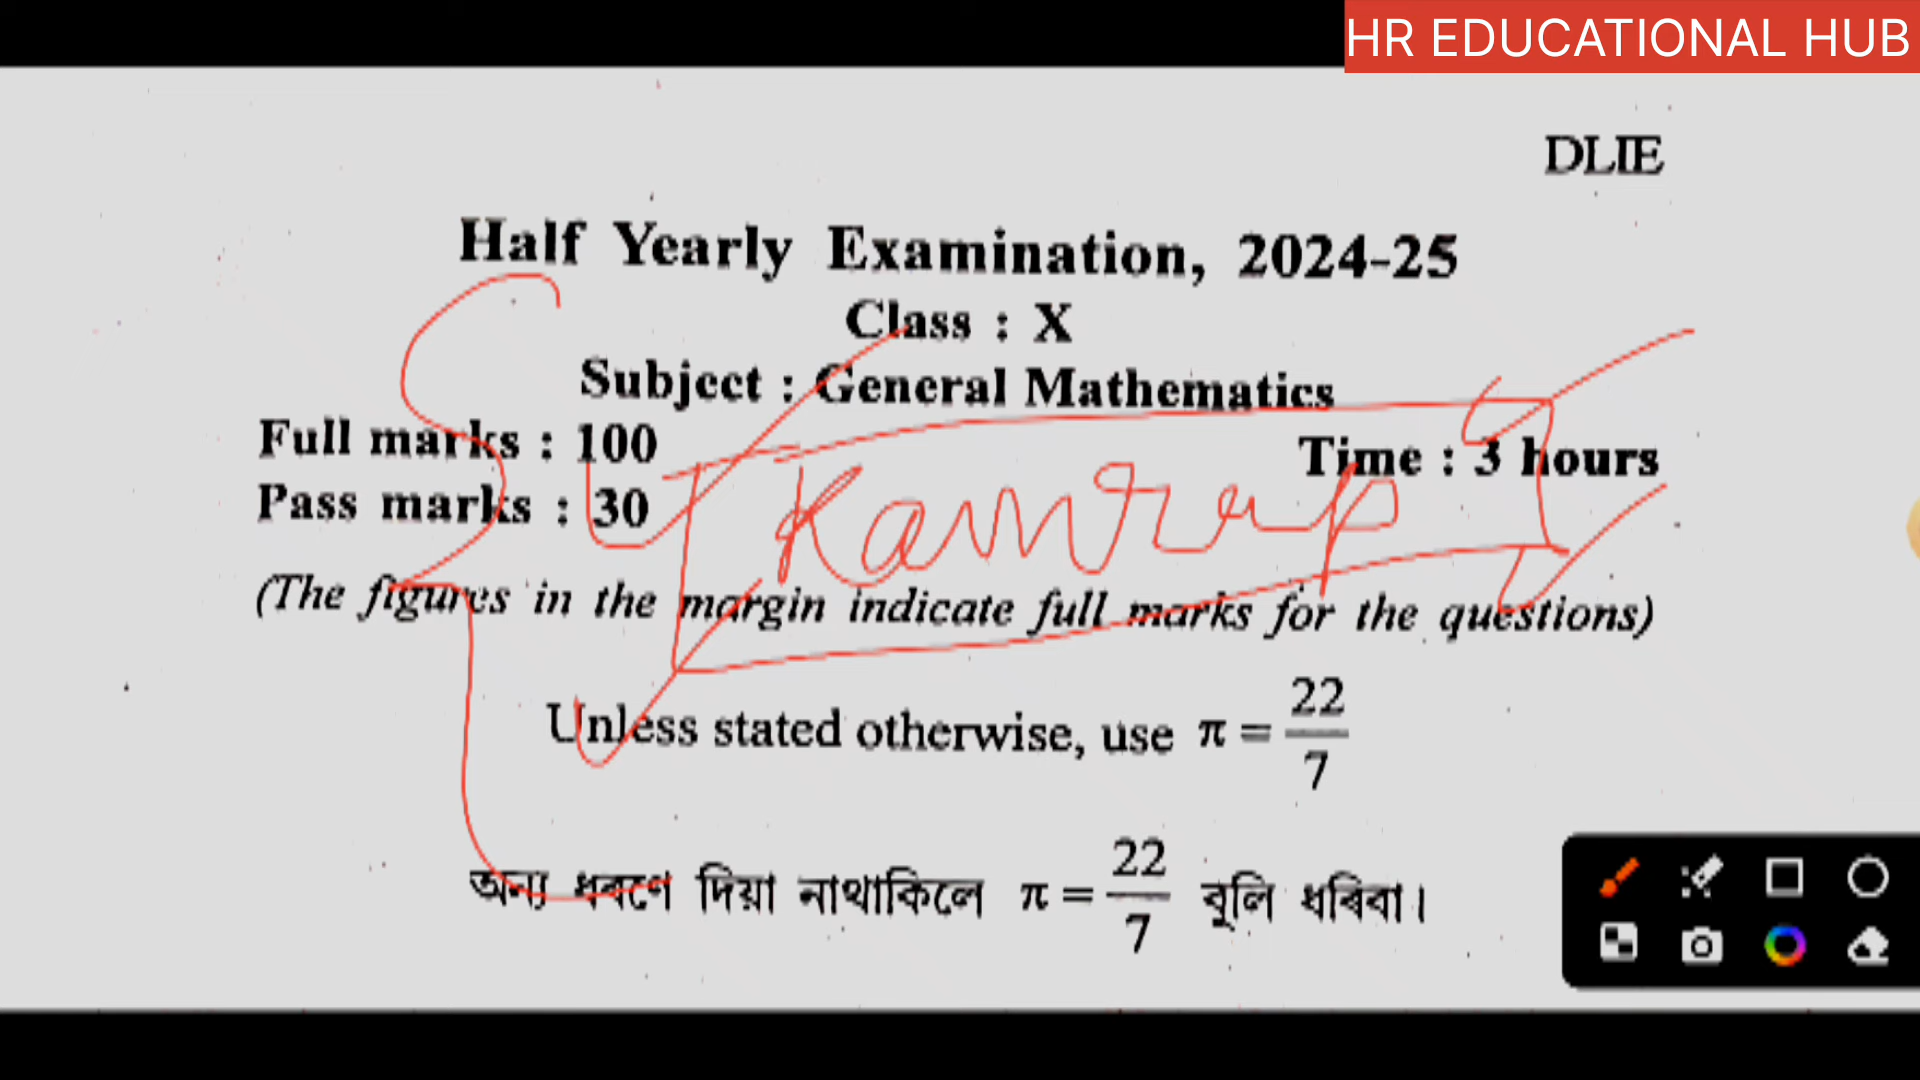 HR EDUCATIONAL HUB
DLIE
Half Yearly Examination, 2024-25
Class : X
Subject : General Mathematics
Full marks : 100
Time : 3 hours
Pass marks : 30
Kamrup
(The figures in the margin indicate full marks for the questions)
Unless stated otherwise, use π = 22/7
অন্য ধৰণে দিয়া নাথাকিলে π = 22/7 বুলি ধৰিবা।